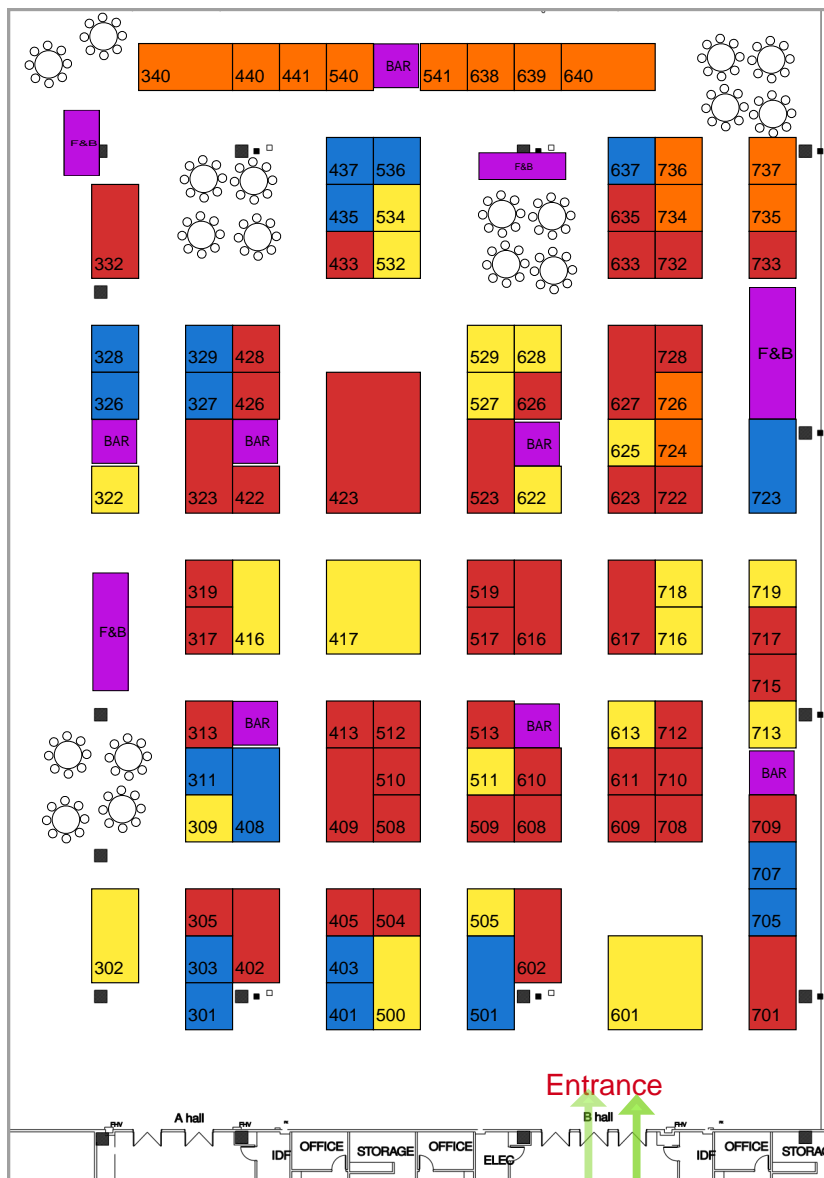 340 440 441 540 BAR 541 638 639 640
F&B
437 536 F&B 637 736 737
435 534 635 734 735
332 433 532 633 732 733
328 329 428 529 628 728 F&B
326 327 426 527 626 627 726
BAR BAR BAR 625 724
322 323 422 423 523 622 623 722 723
319 519 718 719
F&B 317 416 417 517 616 617 716 717
715
313 BAR 413 512 513 BAR 613 712 713
311 510 511 610 611 710 BAR
309 408 409 508 509 608 609 708 709
707
305 405 504 505 705
302 303 402 403 602
301 401 500 501 601 701
Entrance
A hall B hall
FHV FHV
IDF OFFICE STORAGE OFFICE ELEC IDF OFFICE STORAG